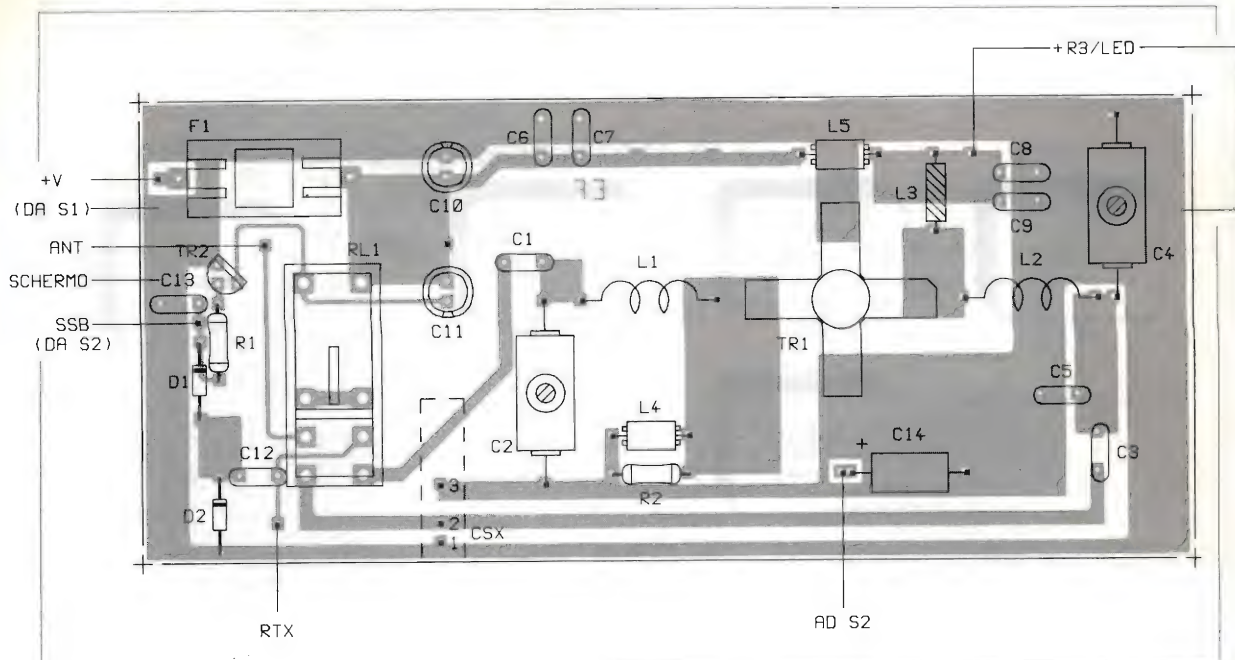 +R3/LED
F1
C6
C7
L5
C8
+V
(DA S1)
C10
L3
C9
ANT
TR2
RL1
C1
L1
L2
C4
SCHERMO
C13
C11
SSB
(DA S2)
R1
TR1
D1
C5
C2
L4
+
C14
C3
C12
R2
3
D2
2
CSX
1
RTX
AD S2